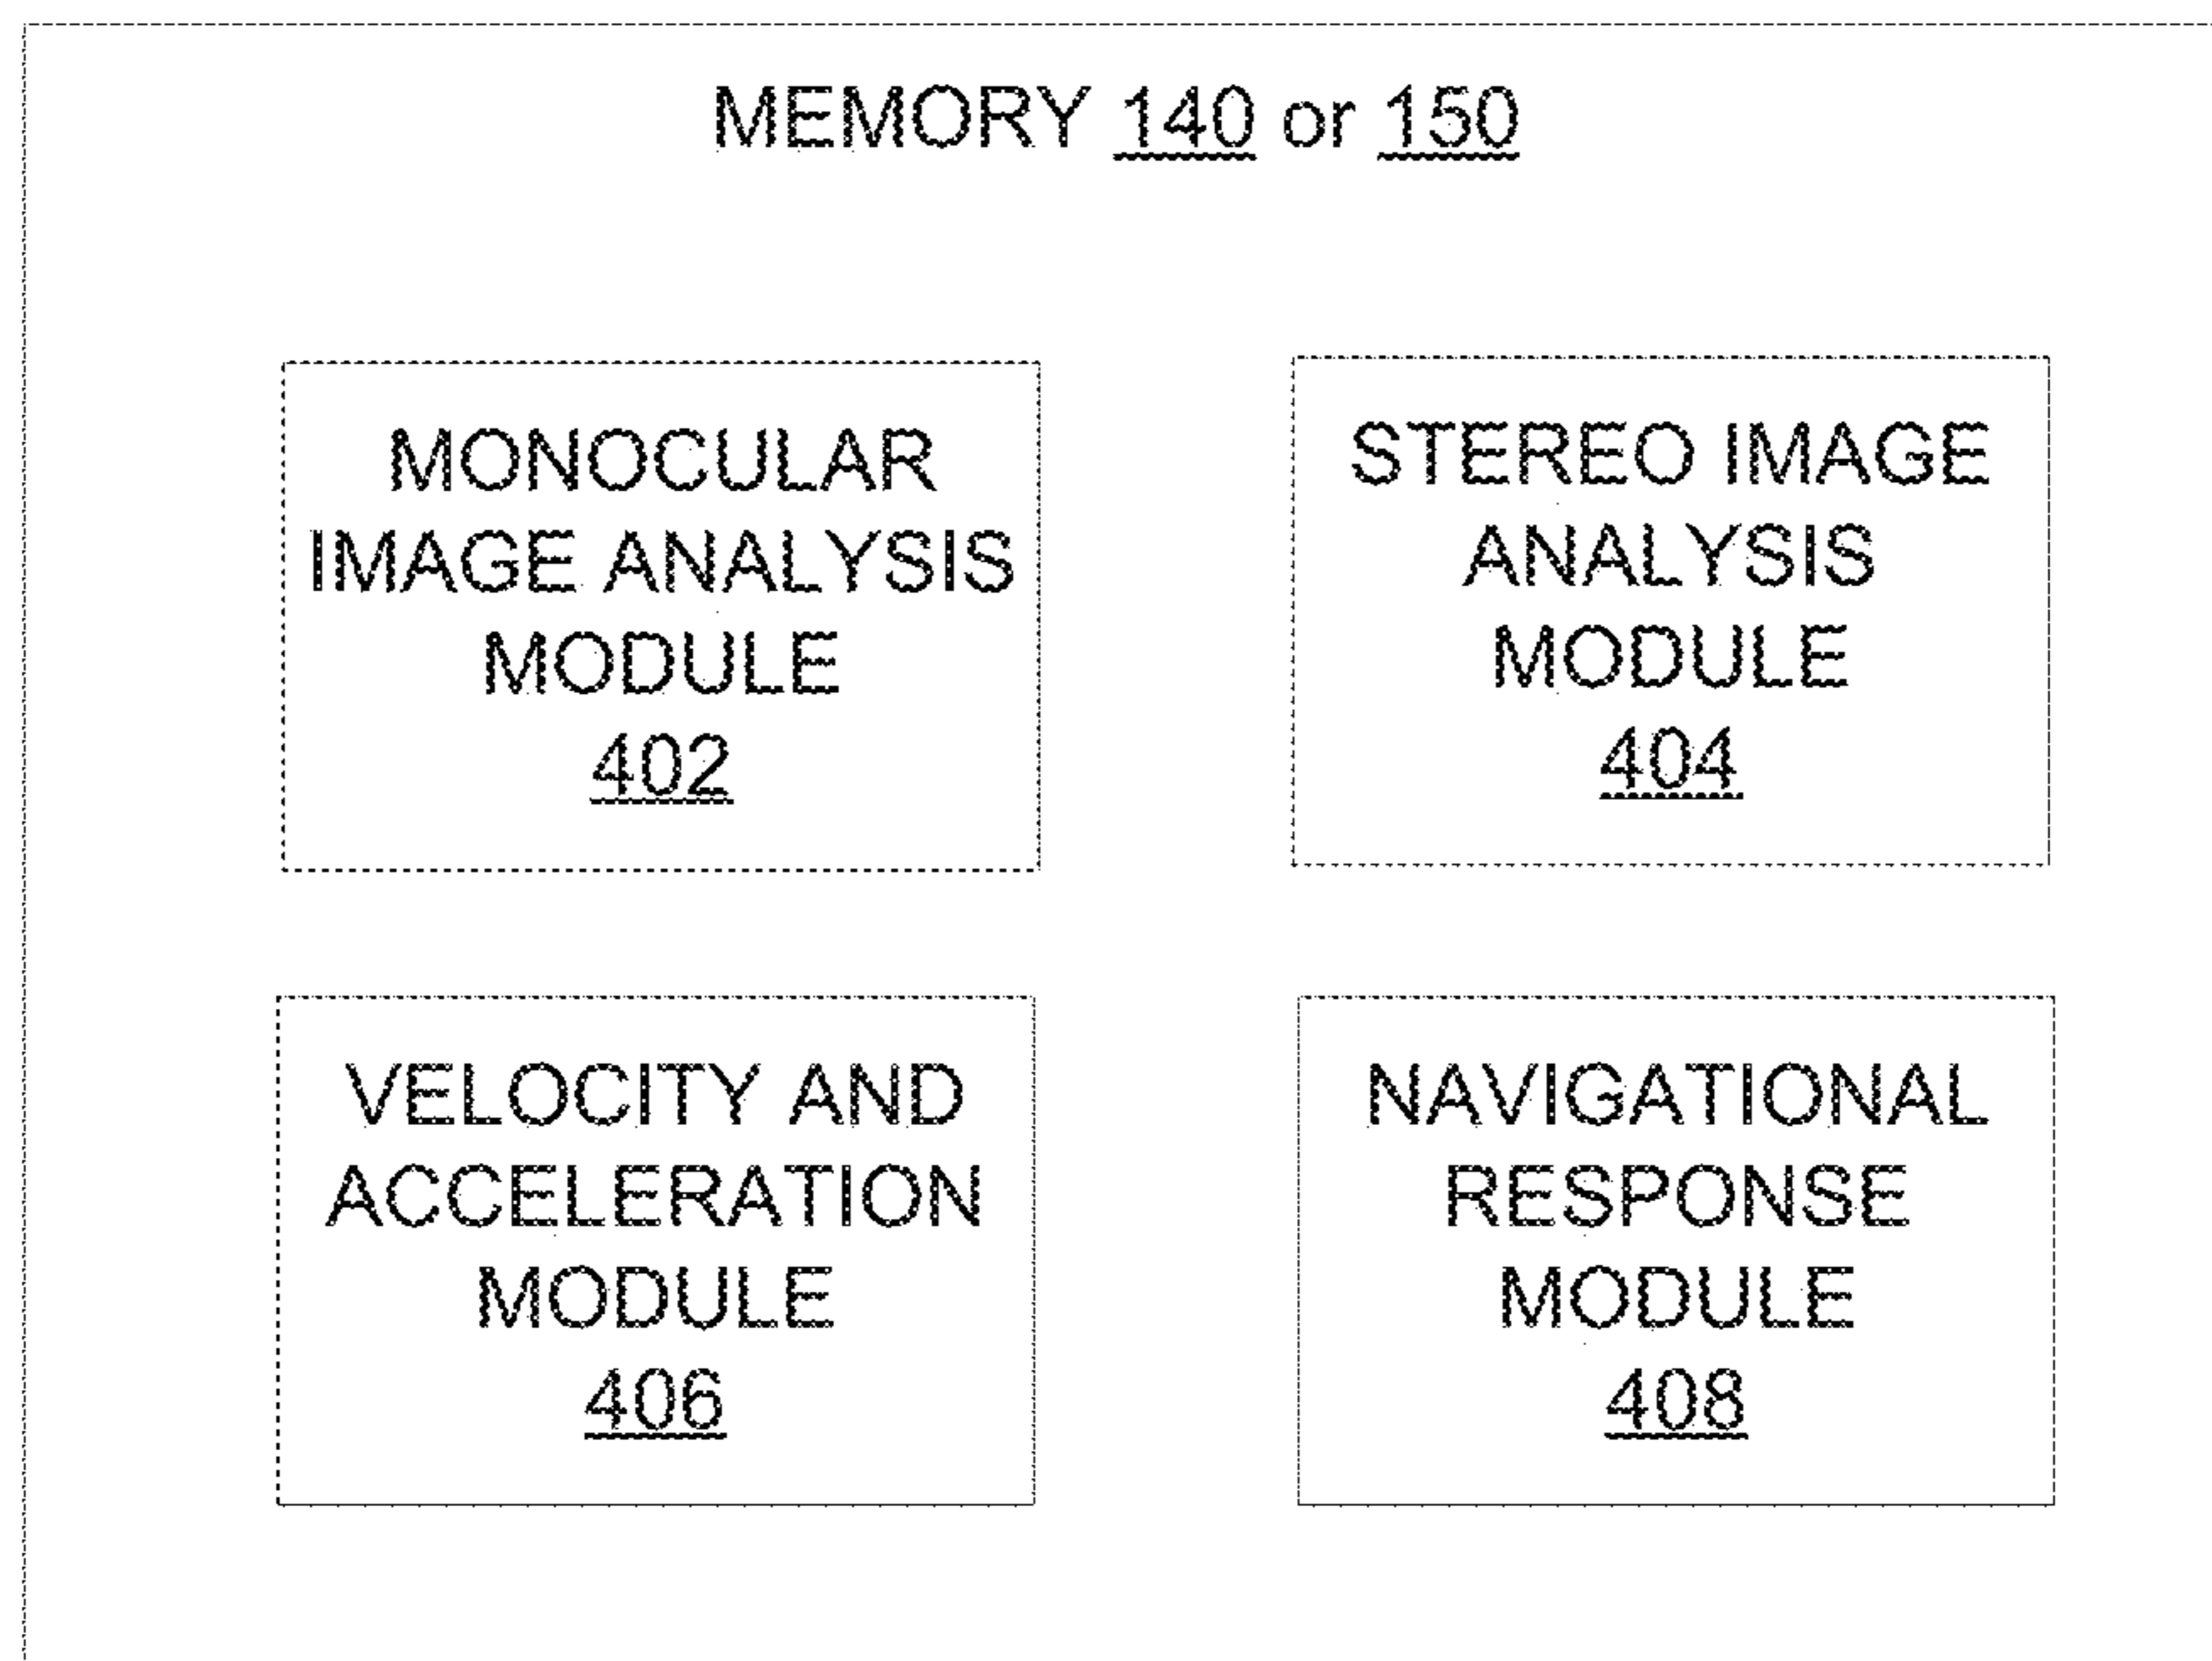 MEMORY 140 or 150
MONOCULAR
IMAGE ANALYSIS
MODULE
402
STEREO IMAGE
ANALYSIS
MODULE
404
VELOCITY AND
ACCELERATION
MODULE
406
NAVIGATIONAL
RESPONSE
MODULE
408